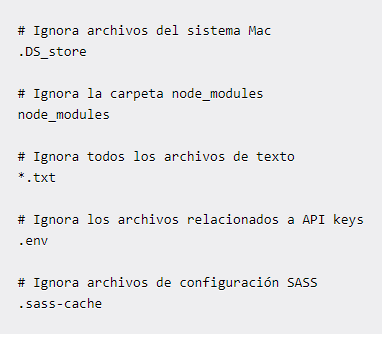 # Ignora archivos del sistema Mac
.DS_store
# Ignora la carpeta node_modules
node_modules
# Ignora todos los archivos de texto
*.txt
# Ignora los archivos relacionados a API keys
.env
# Ignora archivos de configuración SASS
.sass-cache